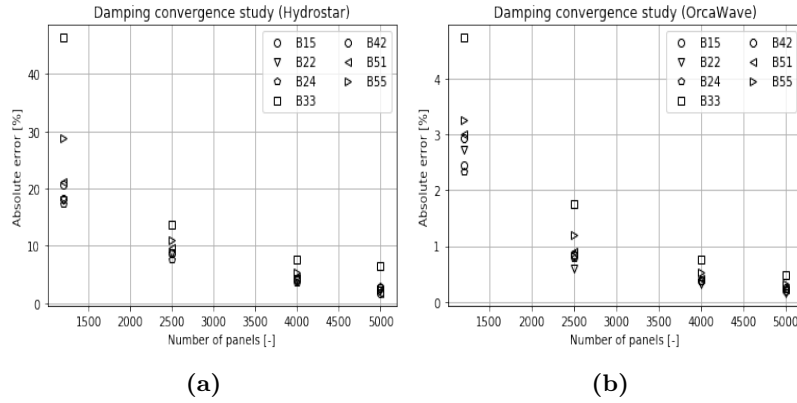 Damping convergence study (Hydrostar)
Absolute error [%]
40
30
20
10
0
B15
B22
B24
B33
B42
B51
B55
1500 2000 2500 3000 3500 4000 4500 5000
Number of panels [-]
(a)
Damping convergence study (OrcaWave)
Absolute error [%]
4
3
2
1
0
B15
B22
B24
B33
B42
B51
B55
1500 2000 2500 3000 3500 4000 4500 5000
Number of panels [-]
(b)